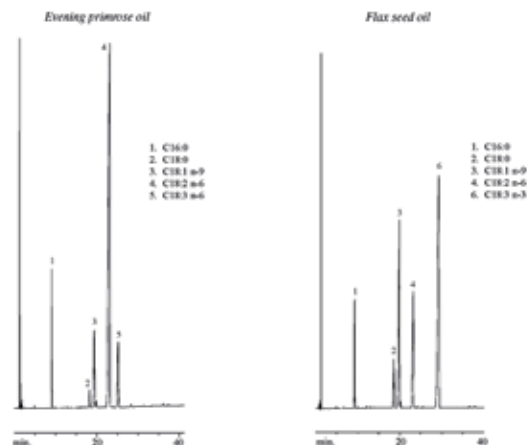 Evening primrose oil
4
1. C16:0
2. C18:0
3. C18:1 n-9
4. C18:2 n-6
5. C18:3 n-6
1
3
5
2
min.
20
40
Flax seed oil
1. C16:0
2. C18:0
3. C18:1 n-9
4. C18:2 n-6
6. C18:3 n-3
6
3
4
1
2
min.
20
40